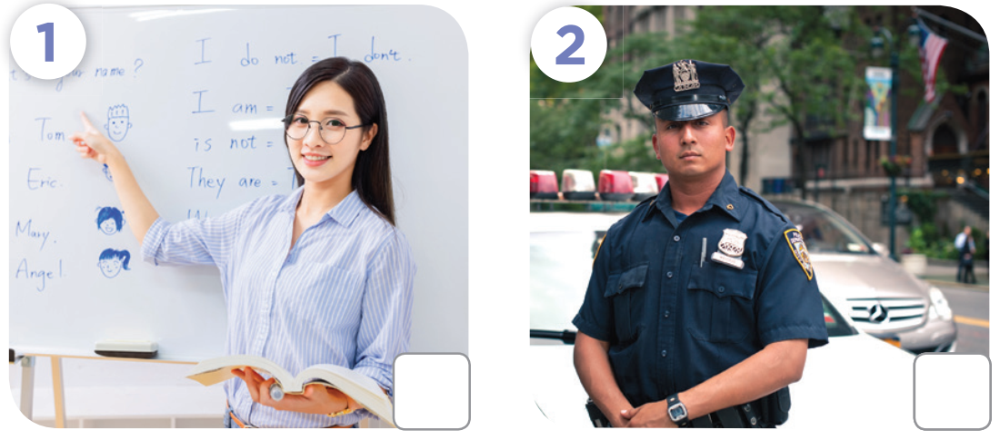 1
2
name ?
I do not = I don't.
I am =
is not =
They are =
Tom
Eric.
Mary.
Angel.